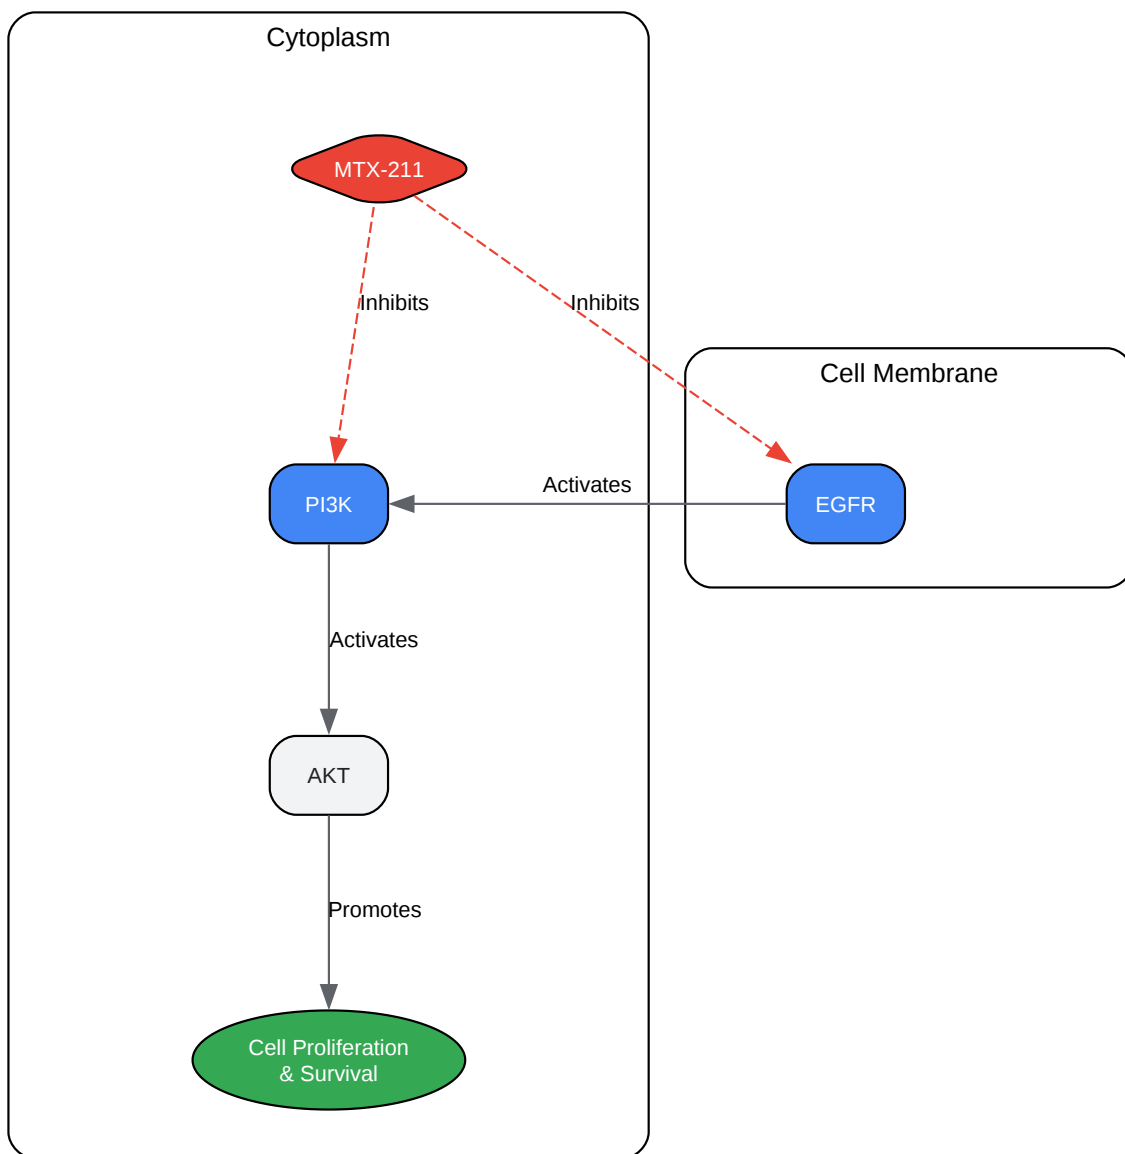 Cytoplasm
MTX-211
Inhibits
Inhibits
Cell Membrane
Activates
PI3K
EGFR
Activates
AKT
Promotes
Cell Proliferation
& Survival